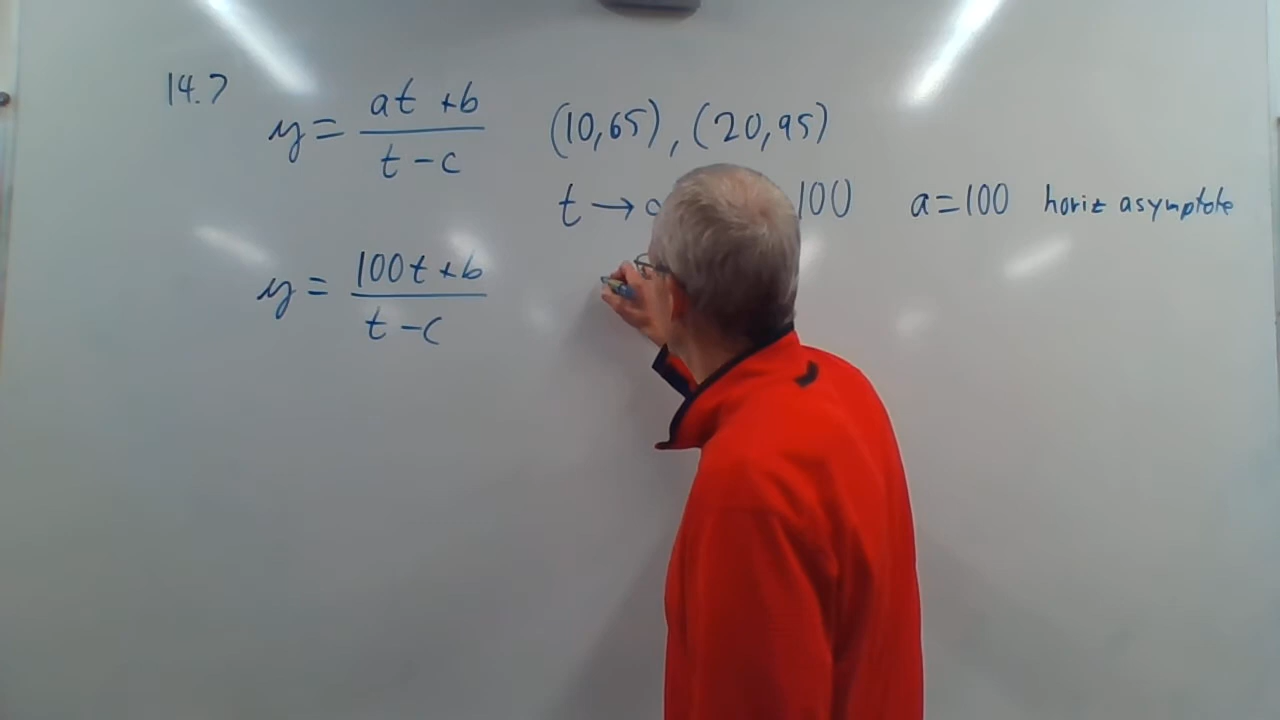 14.7
y = (at + b)/(t - c) (10,65), (20,95)
t → 100 a = 100 horiz asymptote
y = (100t + b)/(t - c)